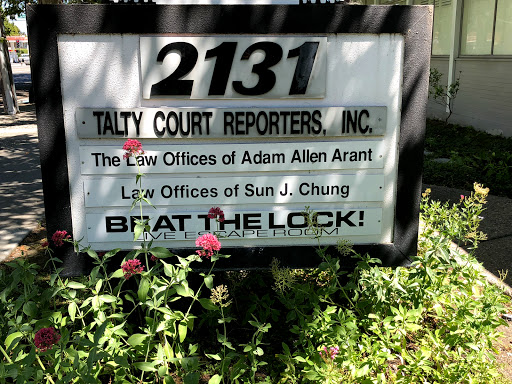 2131
TALTY COURT REPORTERS, INC.
The Law Offices of Adam Allen Arant
Law Offices of Sun J. Chung
BEAT THE LOCK!
LIVE ESCAPE ROOM